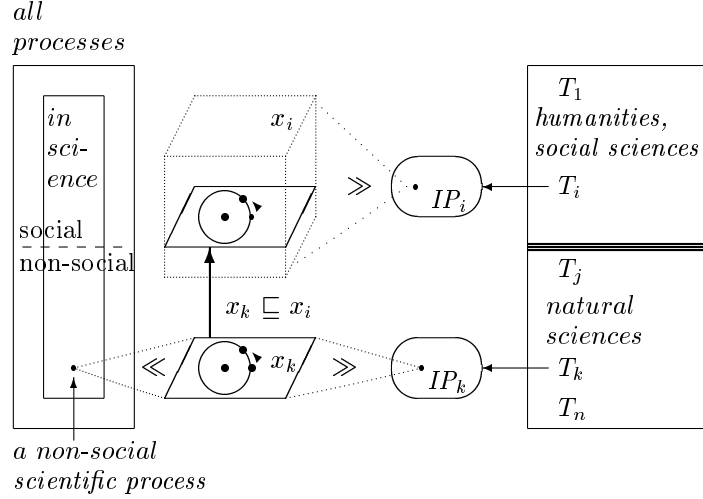 all
processes
in
sci-
ence
social
non-social
x_i
≫
IP_i
T_1
humanities,
social sciences
T_i
x_k ⊑ x_i
T_j
natural
sciences
≪
x_k
≫
IP_k
T_k
T_n
a non-social
scientific process